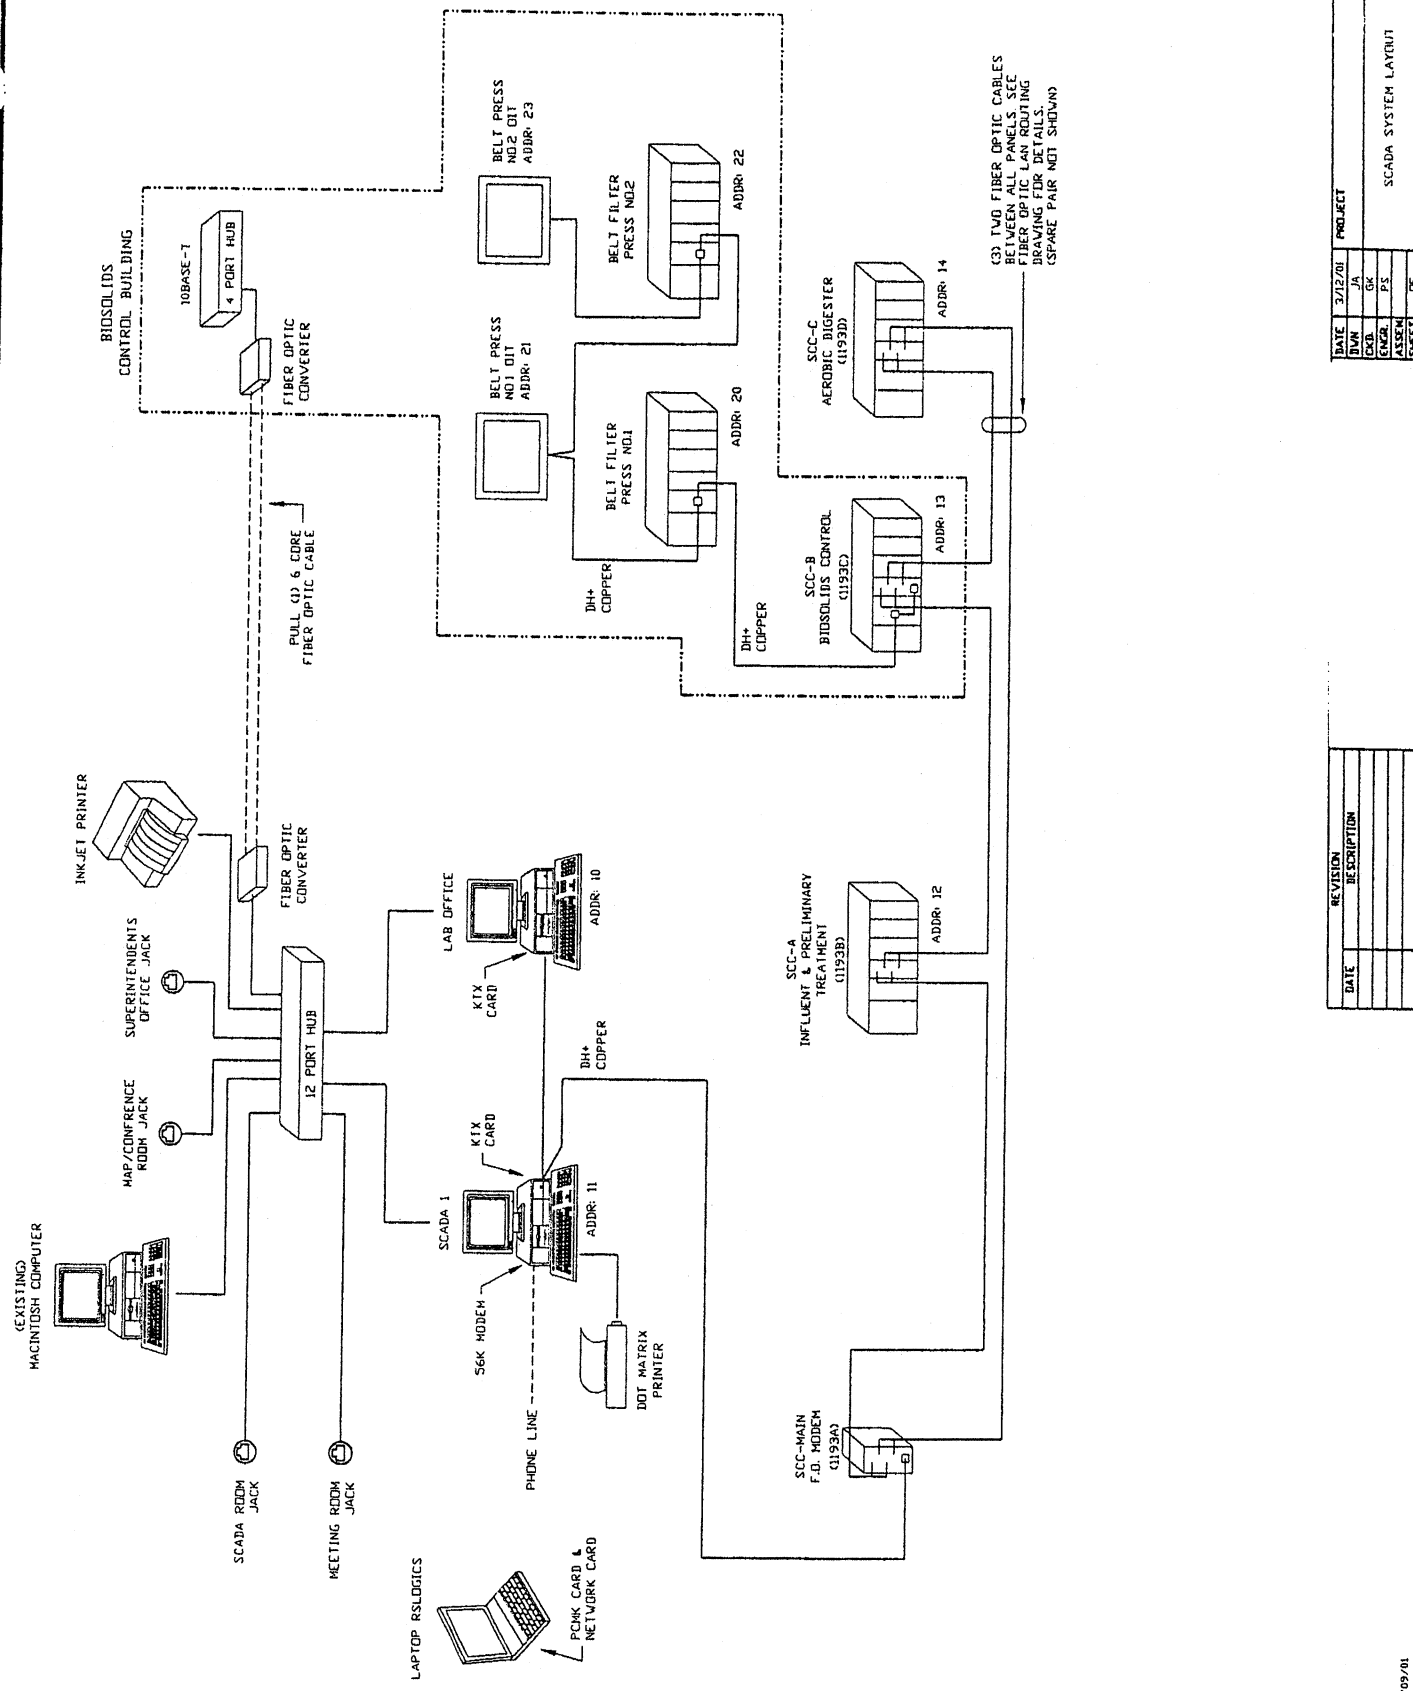 (EXISTING)
MACINTOSH COMPUTER
MAP/CONFRENCE
ROOM JACK
SUPERINTENDENTS
OFFICE JACK
INKJET PRINTER
BIOSOLIDS
CONTROL BUILDING
10BASE-T
4 PORT HUB
FIBER OPTIC
CONVERTER
FIBER OPTIC
CONVERTER
PULL (1) 6 CORE
FIBER OPTIC CABLE
12 PORT HUB
SCADA ROOM
JACK
MEETING ROOM
JACK
LAPTOP RSLOGICS
PCMK CARD &
NETWORK CARD
SCADA 1
56K MODEM
KTX
CARD
PHONE LINE
ADDR: 11
DOT MATRIX
PRINTER
LAB OFFICE
KTX
CARD
ADDR: 10
DH+
COPPER
BELT PRESS
NO.1 OIT
ADDR: 21
BELT PRESS
NO.2 OIT
ADDR: 23
BELT FILTER
PRESS NO.1
ADDR: 20
BELT FILTER
PRESS NO.2
ADDR: 22
DH+
COPPER
DH+
COPPER
SCC-MAIN
F.O. MODEM
(1193A)
SCC-A
INFLUENT & PRELIMINARY
TREATMENT
(1193B)
ADDR: 12
SCC-B
BIOSOLIDS CONTROL
(1193C)
ADDR: 13
SCC-C
AEROBIC DIGESTER
(1193D)
ADDR: 14
(3) TWO FIBER OPTIC CABLES
BETWEEN ALL PANELS. SEE
FIBER OPTIC LAN ROUTING
DRAWING FOR DETAILS.
(SPARE PAIR NOT SHOWN)
REVISION
DATE DESCRIPTION
DATE 3/12/01 PROJECT
DWN JA
CKD. GK
ENGR. PS
ASSEM.
SCADA SYSTEM LAYOUT